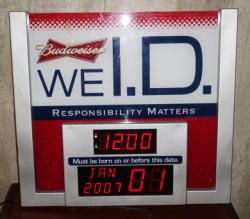 Budweiser
WE I.D.
RESPONSIBILITY MATTERS
12:00
Must be born on or before this date.
JAN
2007 01